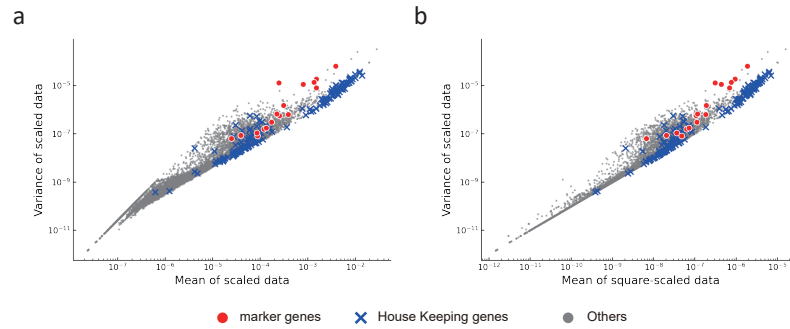 a
b
Variance of scaled data
10⁻⁵
10⁻⁷
10⁻⁹
10⁻¹¹
10⁻⁷
10⁻⁶
10⁻⁵
10⁻⁴
10⁻³
10⁻²
Mean of scaled data
Variance of scaled data
10⁻⁵
10⁻⁷
10⁻⁹
10⁻¹¹
10⁻¹²
10⁻¹¹
10⁻¹⁰
10⁻⁹
10⁻⁸
10⁻⁷
10⁻⁶
10⁻⁵
Mean of square-scaled data
marker genes
House Keeping genes
Others